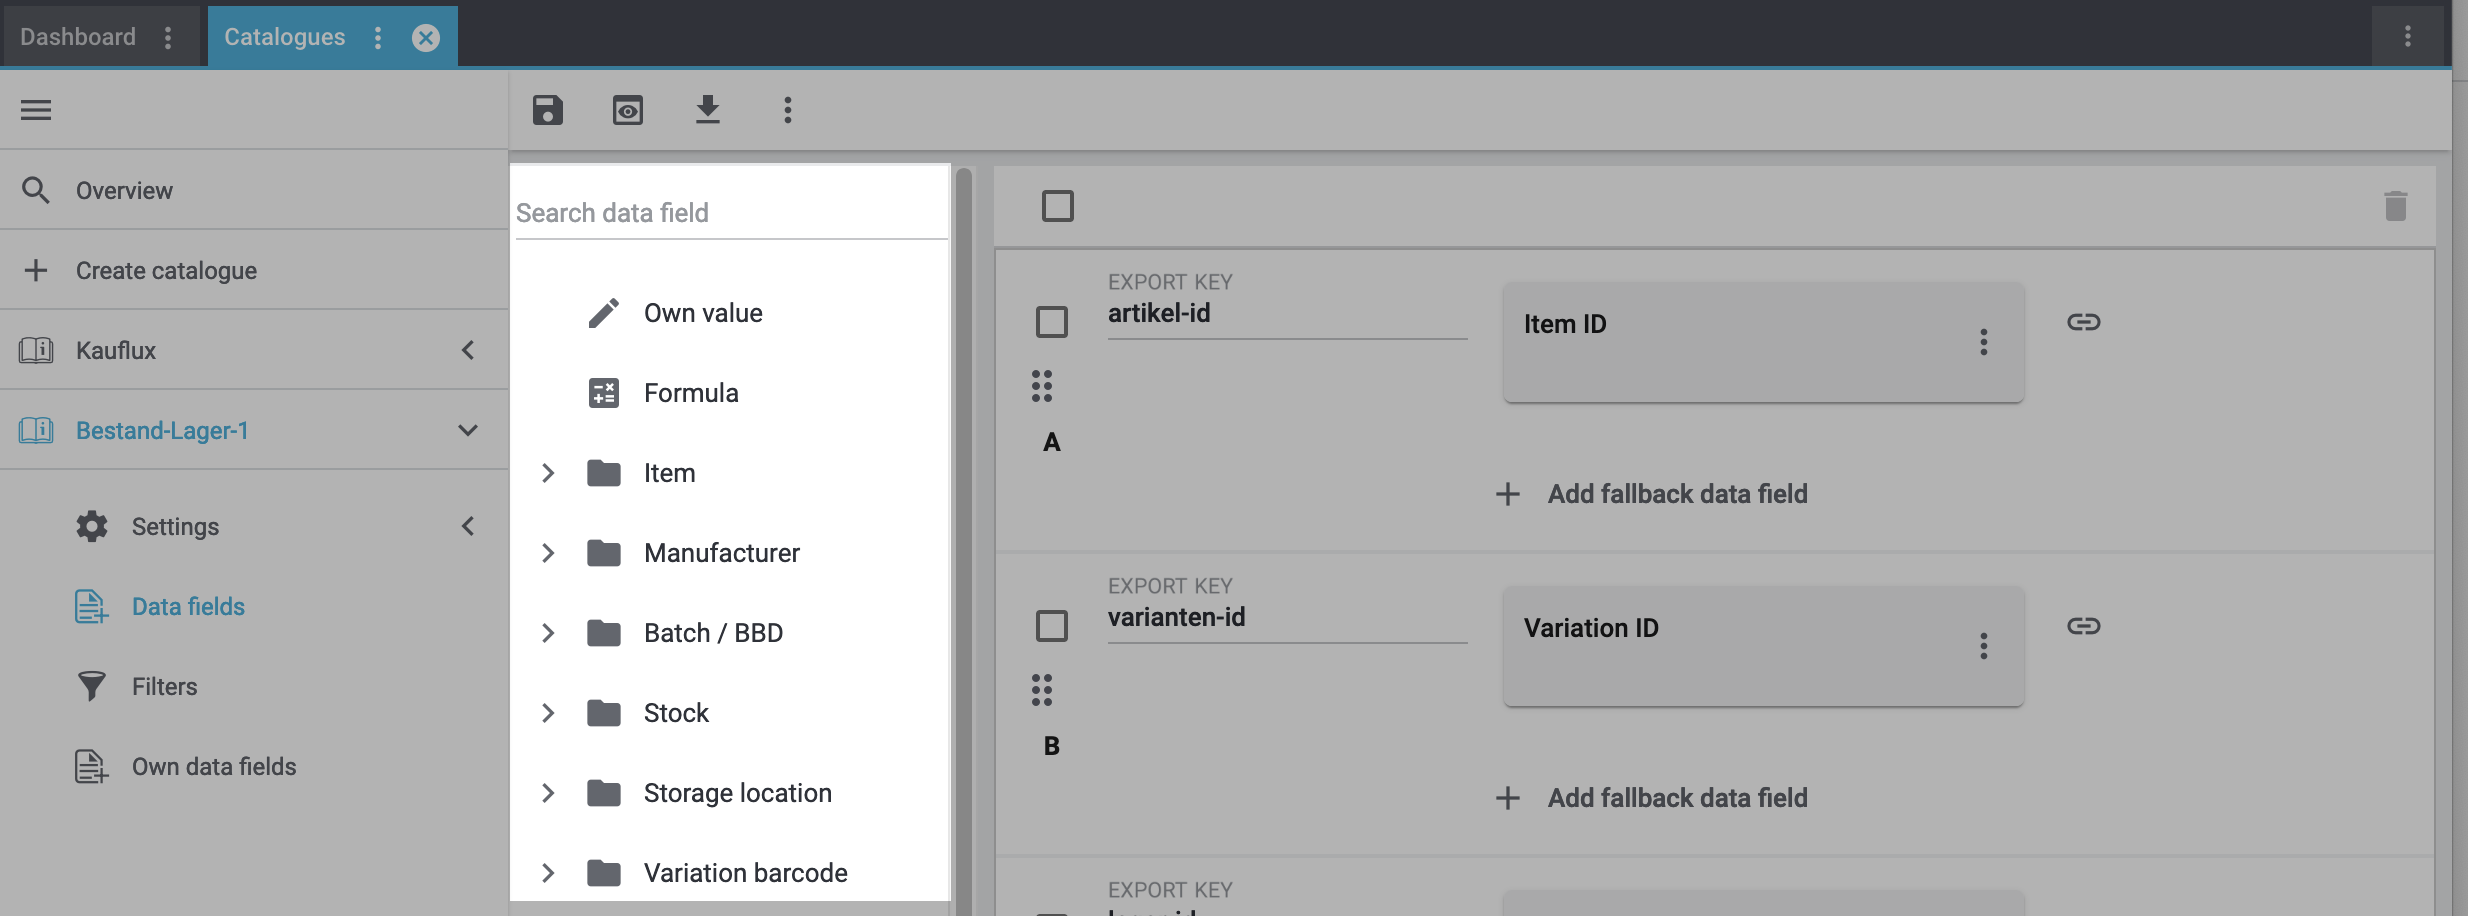 Dashboard
Catalogues
Overview
Create catalogue
Kauflux
Bestand-Lager-1
Settings
Data fields
Filters
Own data fields
Search data field
Own value
Formula
Item
Manufacturer
Batch / BBD
Stock
Storage location
Variation barcode
EXPORT KEY
artikel-id
Item ID
A
Add fallback data field
EXPORT KEY
varianten-id
Variation ID
B
Add fallback data field
EXPORT KEY